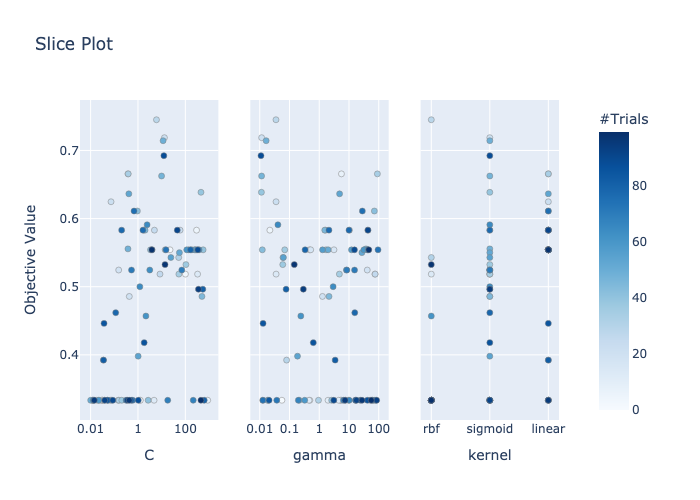 Slice Plot
#Trials
Objective Value
0.7
0.6
0.5
0.4
0.01 1 100
0.01 0.1 1 10 100
rbf sigmoid linear
C
gamma
kernel
80
60
40
20
0